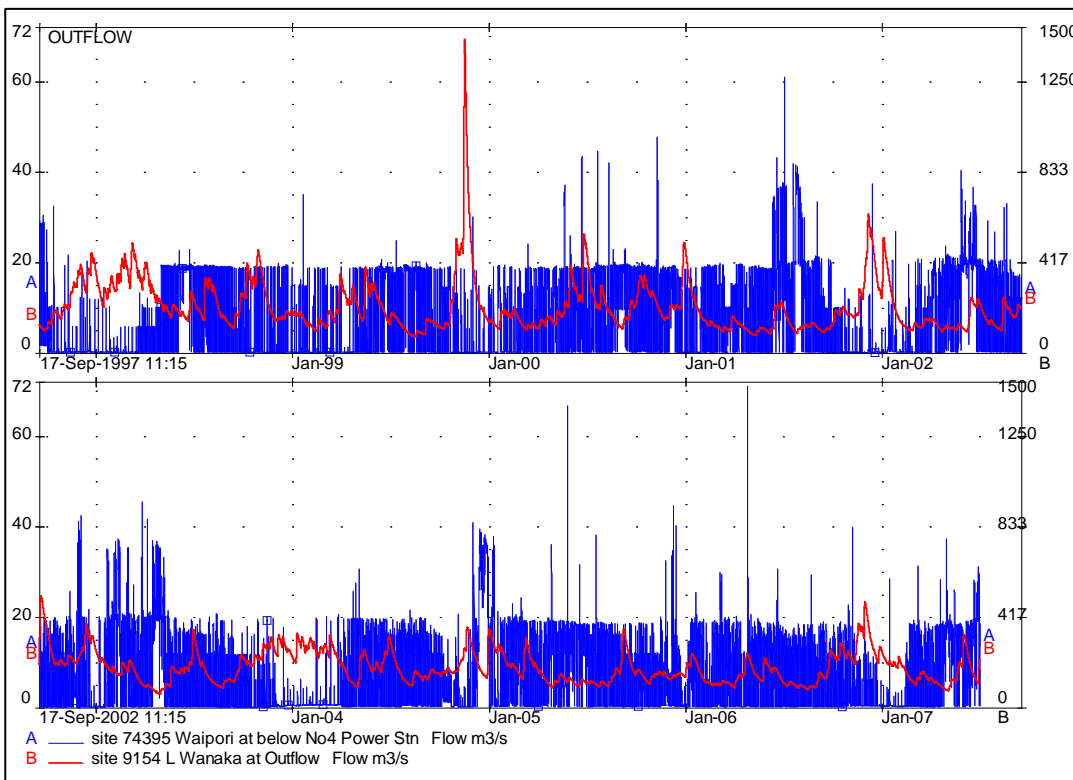 72 OUTFLOW 1500
60 1250
40 833
20 417
A A
B B
0 0
17-Sep-1997 11:15 Jan-99 Jan-00 Jan-01 Jan-02 B
72 1500
60 1250
40 833
20 417
A A
B B
0 0
17-Sep-2002 11:15 Jan-04 Jan-05 Jan-06 Jan-07 B
A site 74395 Waipori at below No4 Power Stn Flow m3/s
B site 9154 L Wanaka at Outflow Flow m3/s